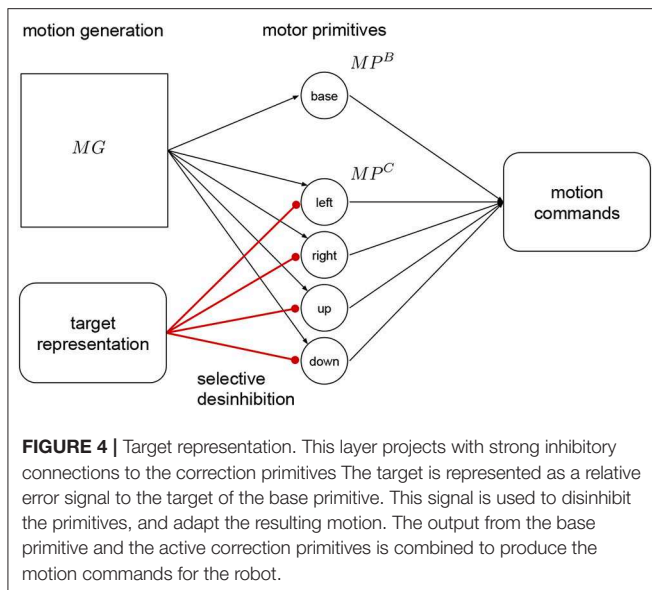 motion generation
motor primitives
MP^B
base
MG
MP^C
left
motion
commands
right
up
target
representation
down
selective
desinhibition
FIGURE 4 | Target representation. This layer projects with strong inhibitory
connections to the correction primitives The target is represented as a relative
error signal to the target of the base primitive. This signal is used to disinhibit
the primitives, and adapt the resulting motion. The output from the base
primitive and the active correction primitives is combined to produce the
motion commands for the robot.